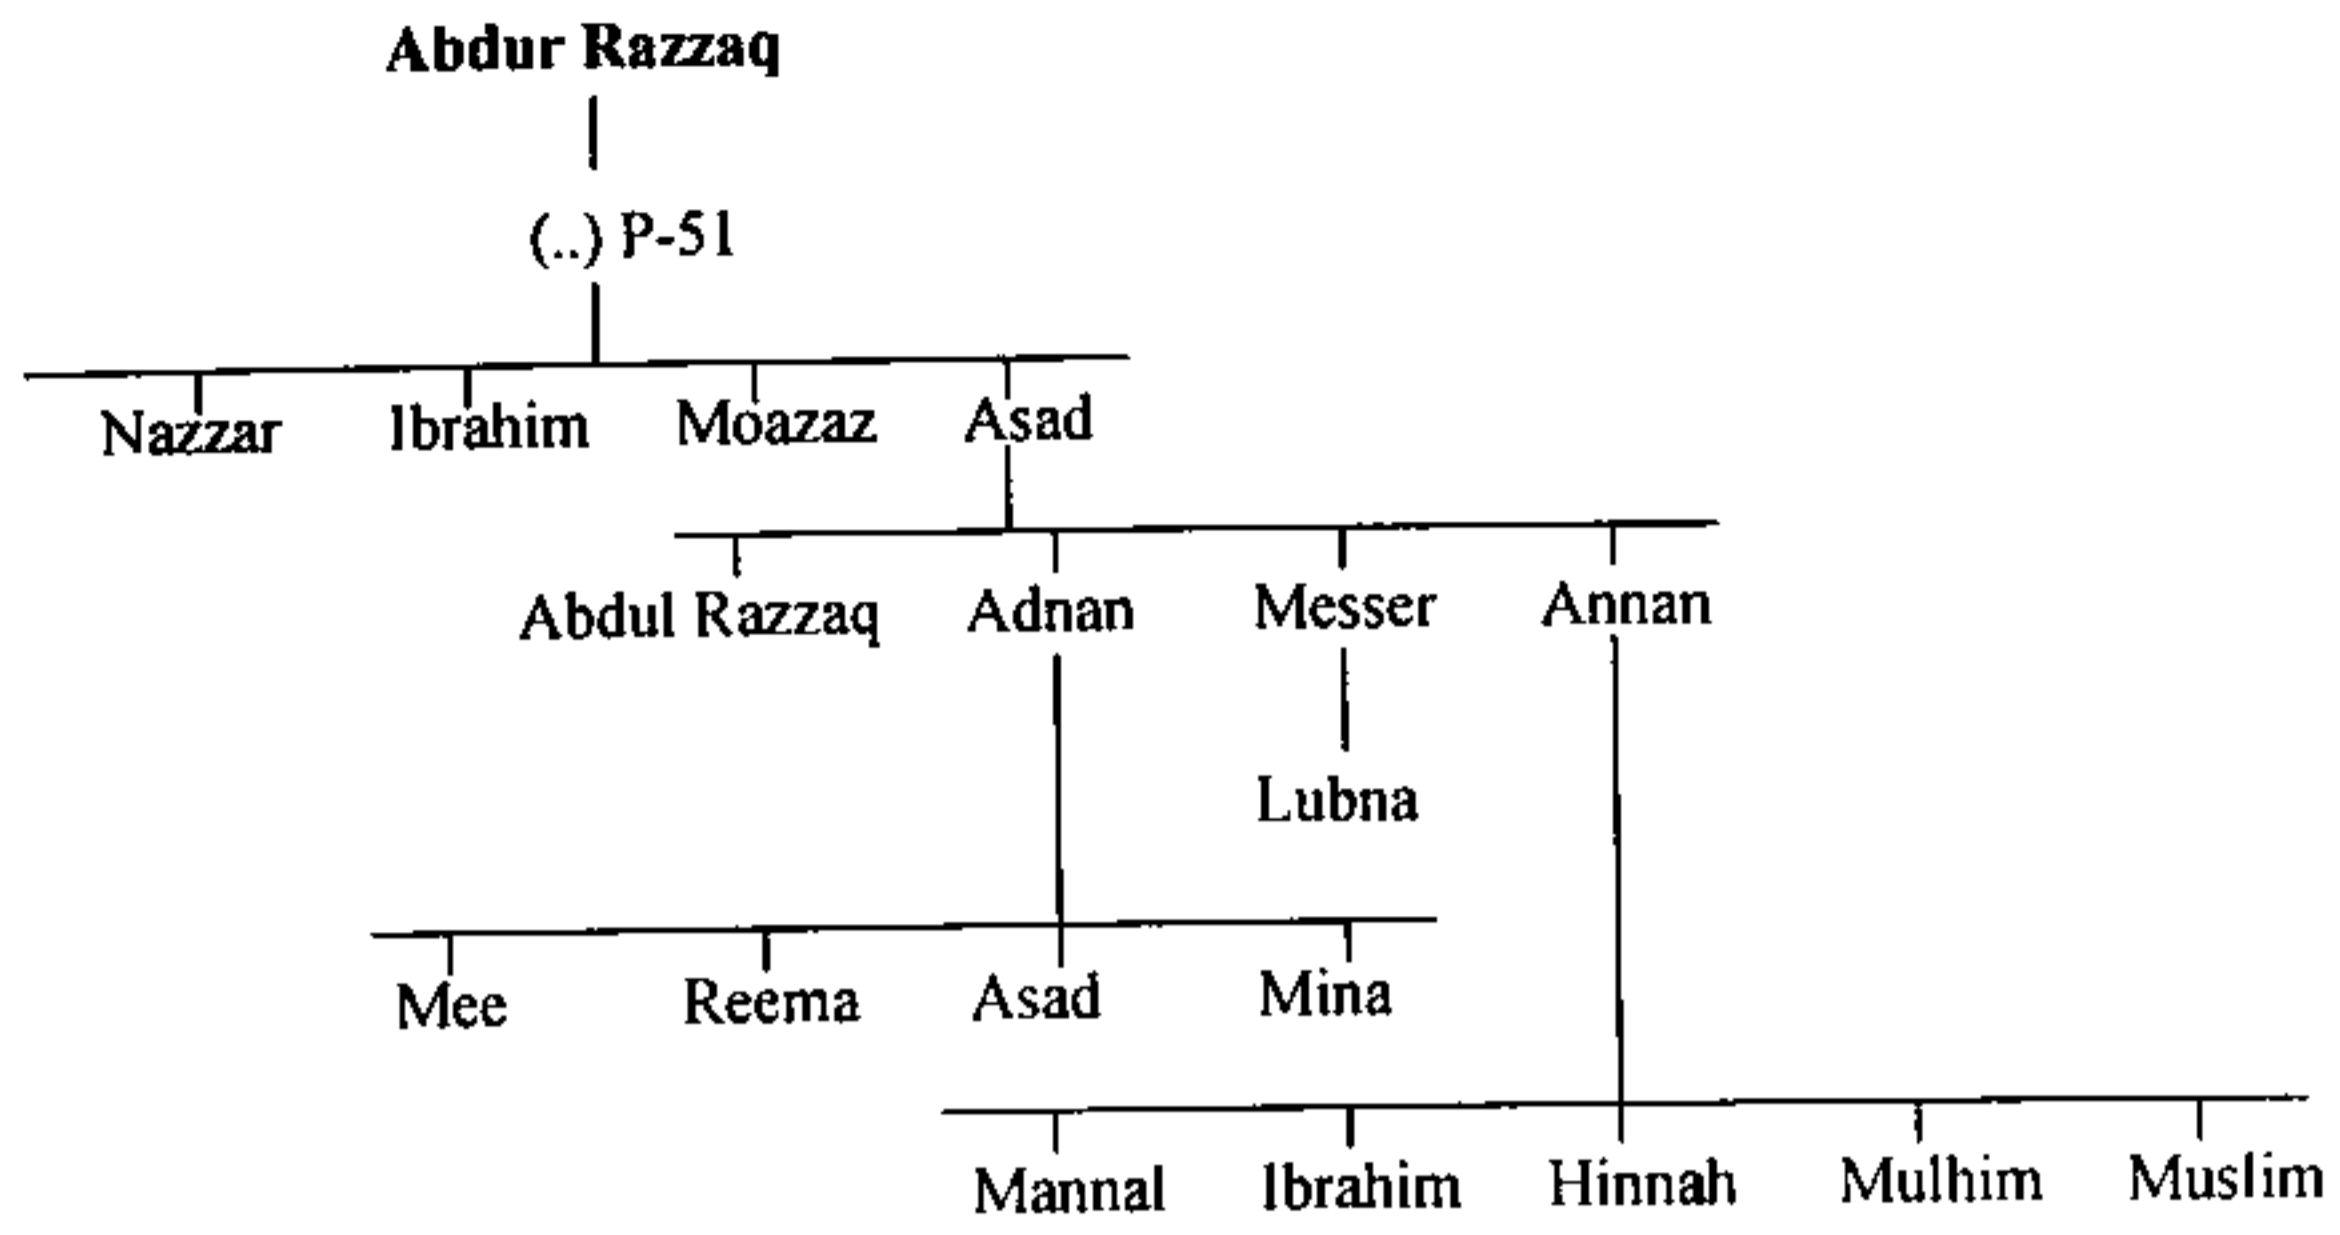 Abdur Razzaq
(..) P-51
Nazzar Ibrahim Moazaz Asad
Abdul Razzaq Adnan Messer Annan
Lubna
Mee Reema Asad Mina
Mannal Ibrahim Hinnah Mulhim Muslim